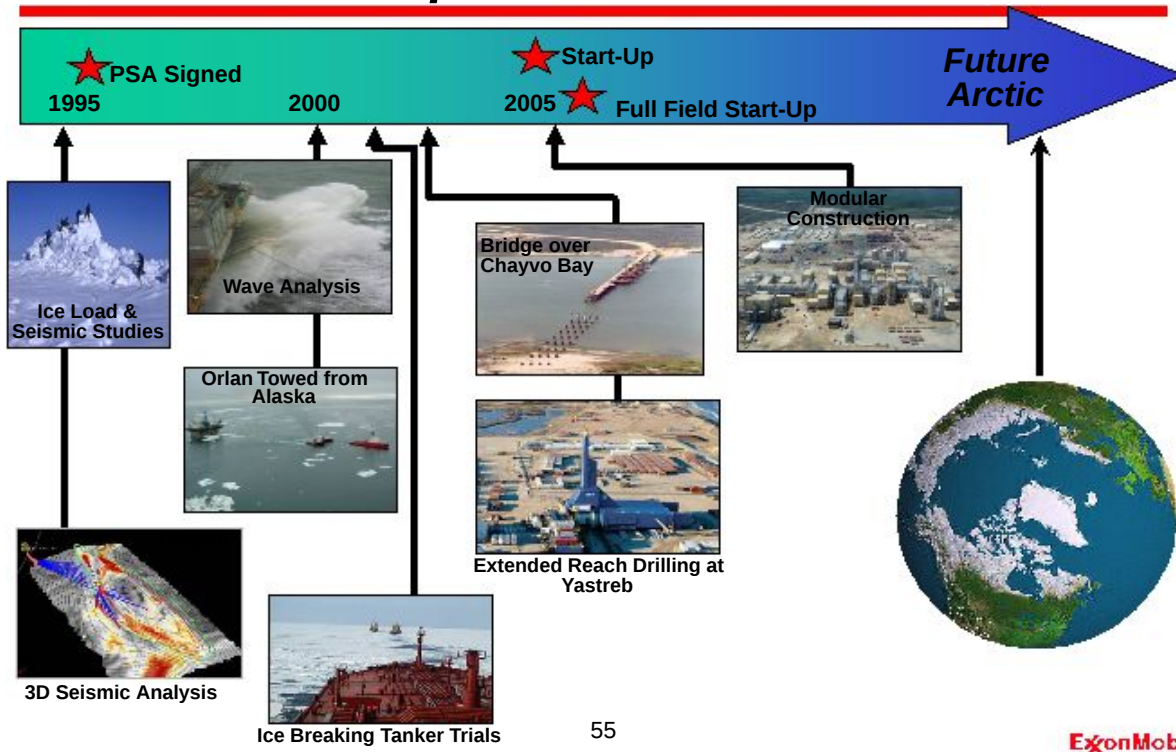 PSA Signed
Start-Up
Future
Arctic
1995
2000
2005
Full Field Start-Up
Ice Load &
Seismic Studies
Wave Analysis
Bridge over
Chayvo Bay
Modular
Construction
Orlan Towed from
Alaska
Extended Reach Drilling at
Yastreb
3D Seismic Analysis
Ice Breaking Tanker Trials
55
ExxonMob